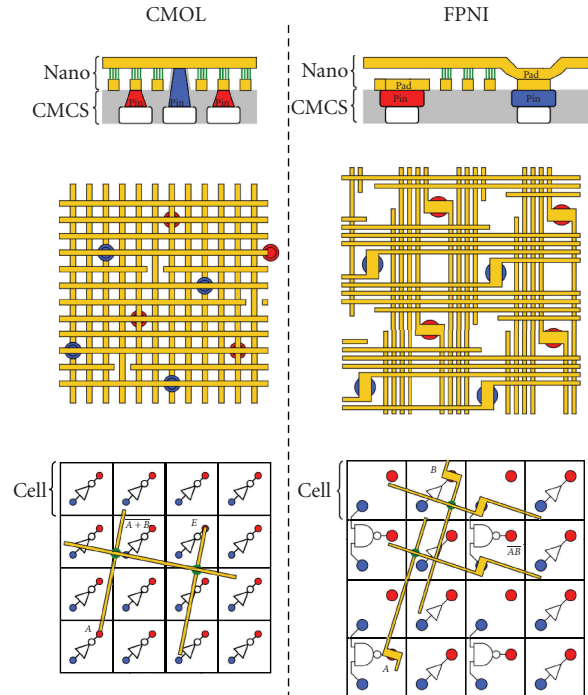 CMOL
FPNI
Nano
CMCS
Pin
Pin
Pin
Nano
CMCS
Pad
Pad
Pin
Pin
Cell
A + B
E
A
Cell
B
AB
A